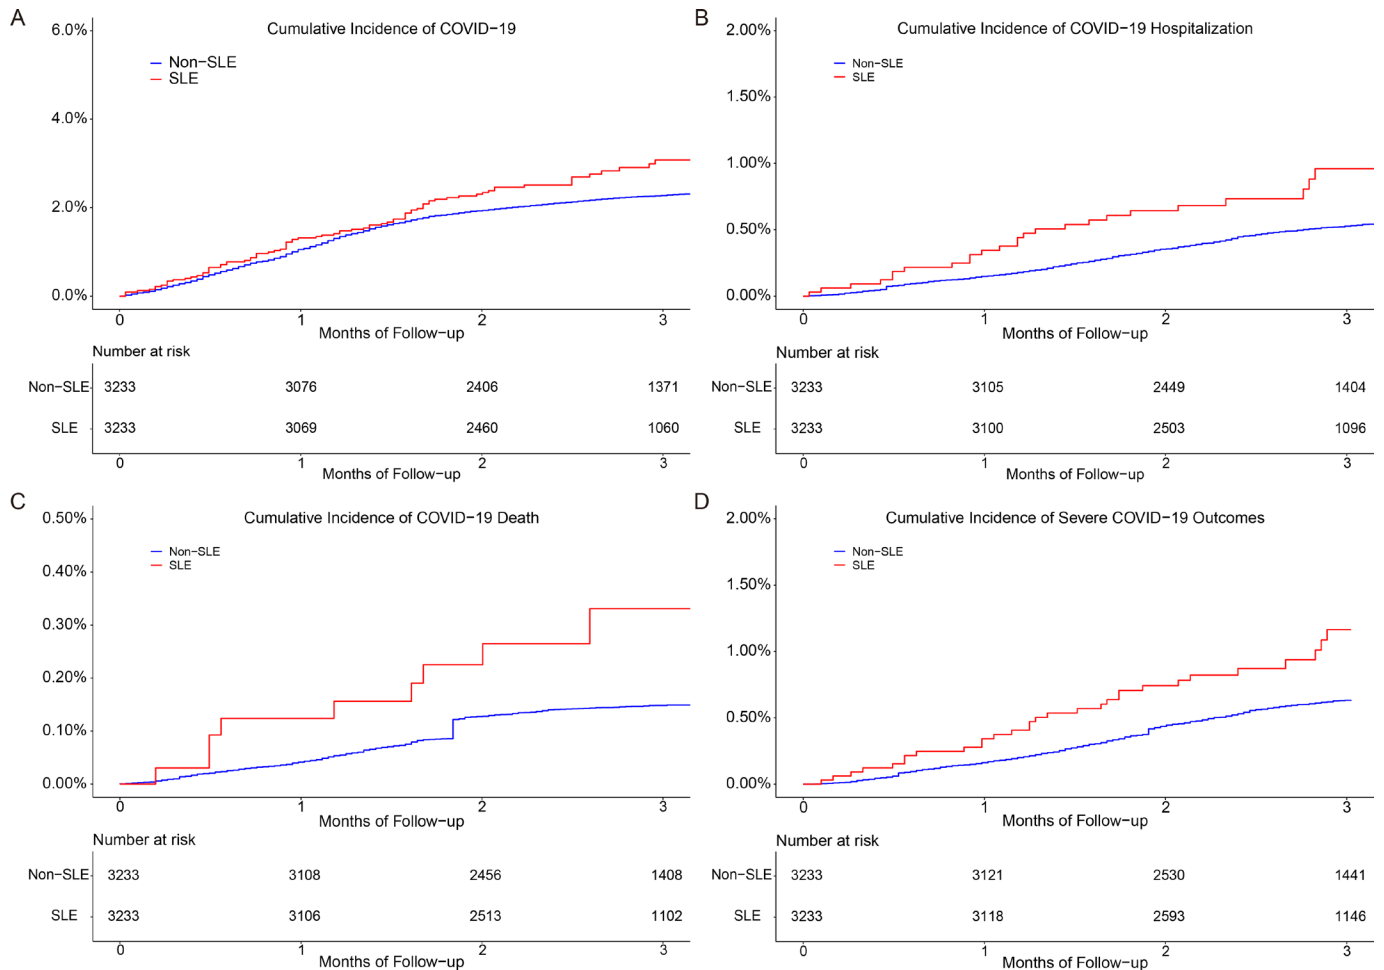 A
Cumulative Incidence of COVID−19
6.0%
4.0%
2.0%
0.0%
Non−SLE
SLE
0 1 2 3
Months of Follow−up
Number at risk
Non−SLE 3233 3076 2406 1371
SLE 3233 3069 2460 1060
0 1 2 3
Months of Follow−up
B
Cumulative Incidence of COVID−19 Hospitalization
2.00%
1.50%
1.00%
0.50%
0.00%
Non−SLE
SLE
0 1 2 3
Months of Follow−up
Number at risk
Non−SLE 3233 3105 2449 1404
SLE 3233 3100 2503 1096
0 1 2 3
Months of Follow−up
C
Cumulative Incidence of COVID−19 Death
0.50%
0.40%
0.30%
0.20%
0.10%
0.00%
Non−SLE
SLE
0 1 2 3
Months of Follow−up
Number at risk
Non−SLE 3233 3108 2456 1408
SLE 3233 3106 2513 1102
0 1 2 3
Months of Follow−up
D
Cumulative Incidence of Severe COVID−19 Outcomes
2.00%
1.50%
1.00%
0.50%
0.00%
Non−SLE
SLE
0 1 2 3
Months of Follow−up
Number at risk
Non−SLE 3233 3121 2530 1441
SLE 3233 3118 2593 1146
0 1 2 3
Months of Follow−up